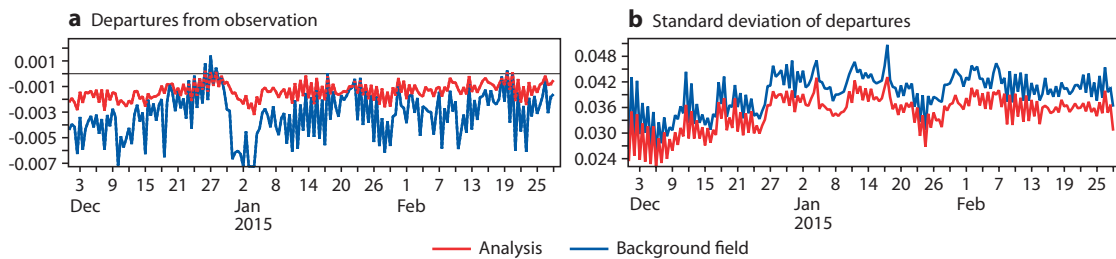 a Departures from observation
0.001
-0.001
-0.003
-0.005
-0.007
3 9 15 21 27 2 8 14 20 26 1 7 13 19 25
Dec Jan Feb
2015
b Standard deviation of departures
0.048
0.042
0.036
0.030
0.024
3 9 15 21 27 2 8 14 20 26 1 7 13 19 25
Dec Jan Feb
2015
Analysis Background field